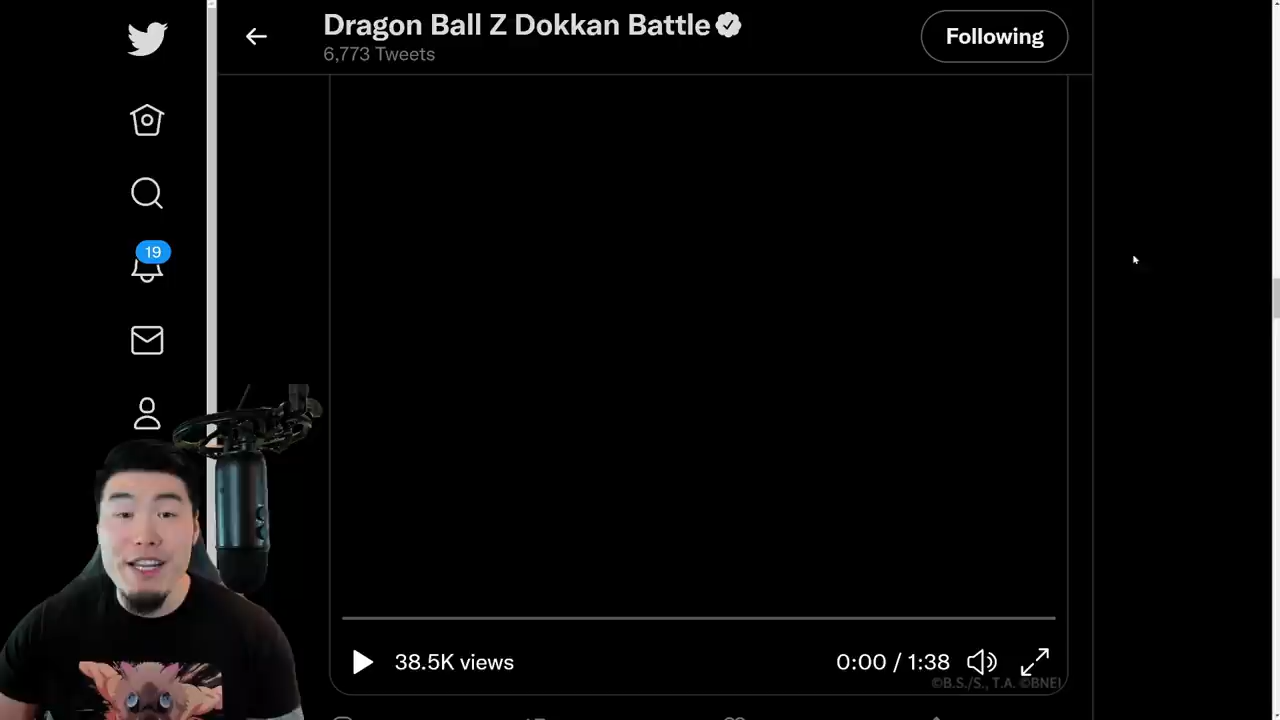 Dragon Ball Z Dokkan Battle
6,773 Tweets
Following
19
38.5K views
0:00 / 1:38
©B.S./S., T.A. ©BNEI